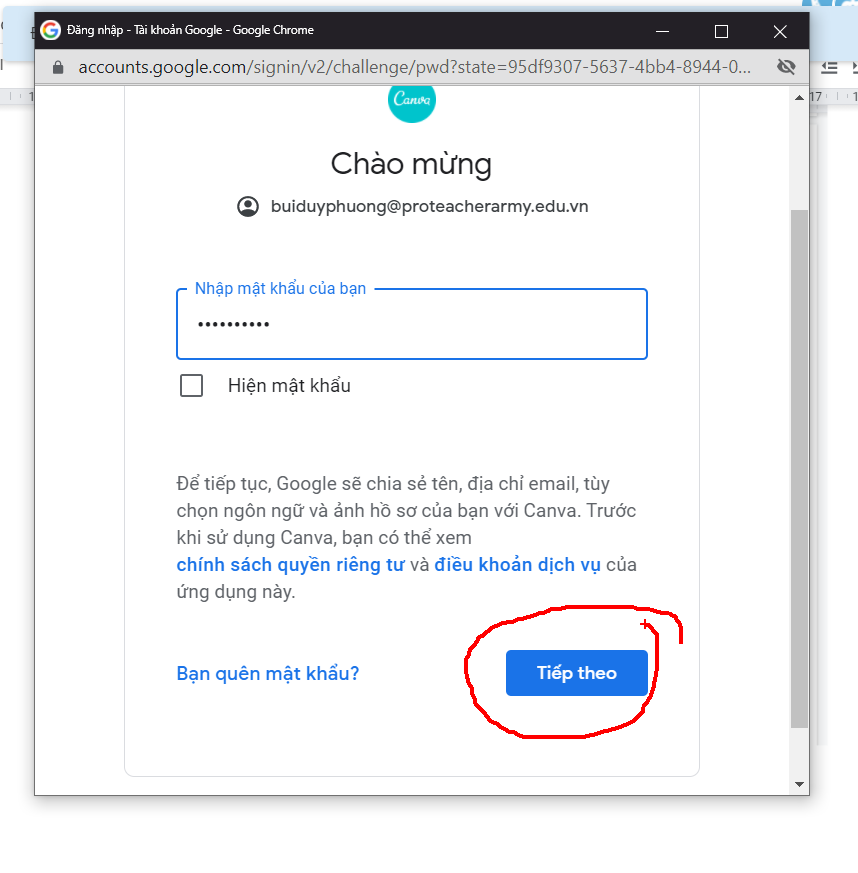 Đăng nhập - Tài khoản Google - Google Chrome
accounts.google.com/signin/v2/challenge/pwd?state=95df9307-5637-4bb4-8944-0...
1
17
1
Canva
Chào mừng
buiduyphuong@proteacherarmy.edu.vn
Nhập mật khẩu của bạn
••••••••••
Hiện mật khẩu
Để tiếp tục, Google sẽ chia sẻ tên, địa chỉ email, tùy
chọn ngôn ngữ và ảnh hồ sơ của bạn với Canva. Trước
khi sử dụng Canva, bạn có thể xem
chính sách quyền riêng tư và điều khoản dịch vụ của
ứng dụng này.
Bạn quên mật khẩu?
Tiếp theo